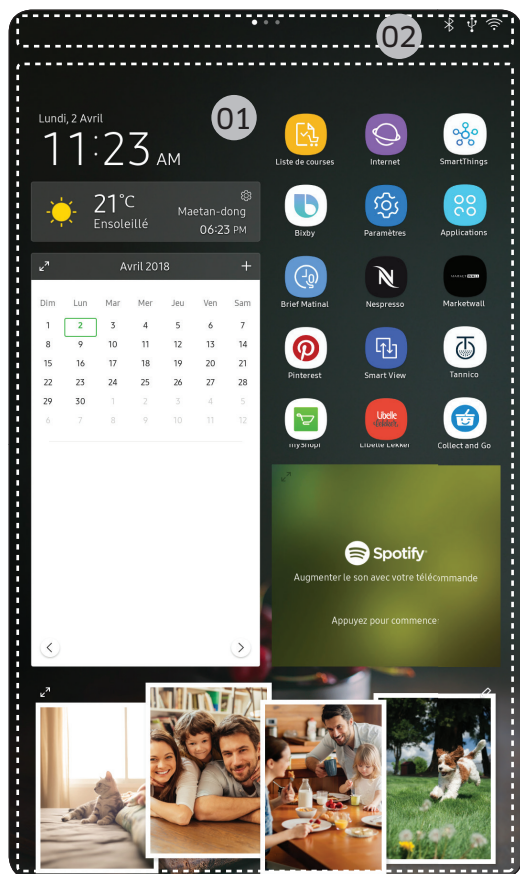 02
01
Lundi, 2 Avril
11:23 AM
21°C
Ensoleillé
Maetan-dong
06:23 PM
Avril 2018
Dim Lun Mar Mer Jeu Ven Sam
1 2 3 4 5 6 7
8 9 10 11 12 13 14
15 16 17 18 19 20 21
22 23 24 25 26 27 28
29 30 1 2 3 4 5
6 7 8 9 10 11 12
Liste de courses Internet SmartThings
Bixby Paramètres Applications
Brief Matinal Nespresso Marketwall
Pinterest Smart View Tannico
Libelle
Lekker
myShopi Libelle Lekker Collect and Go
Spotify
Augmenter le son avec votre télécommande
Appuyez pour commence